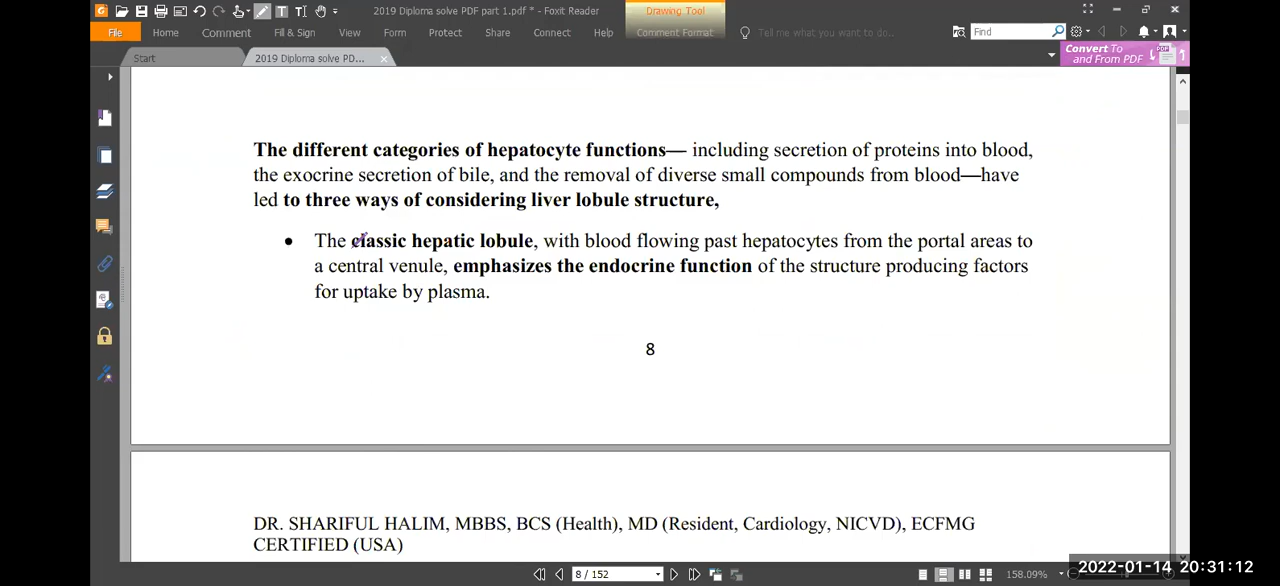 2019 Diploma solve PDF part 1.pdf * - Foxit Reader
Drawing Tool
File Home Comment Fill & Sign View Form Protect Share Connect Help Comment Format Tell me what you want to do.. Find
Start 2019 Diploma solve PD... Convert To
and From PDF
The different categories of hepatocyte functions— including secretion of proteins into blood,
the exocrine secretion of bile, and the removal of diverse small compounds from blood—have
led to three ways of considering liver lobule structure,
• The classic hepatic lobule, with blood flowing past hepatocytes from the portal areas to
a central venule, emphasizes the endocrine function of the structure producing factors
for uptake by plasma.
8
DR. SHARIFUL HALIM, MBBS, BCS (Health), MD (Resident, Cardiology, NICVD), ECFMG
CERTIFIED (USA)
8 / 152 158.09%
2022-01-14 20:31:12